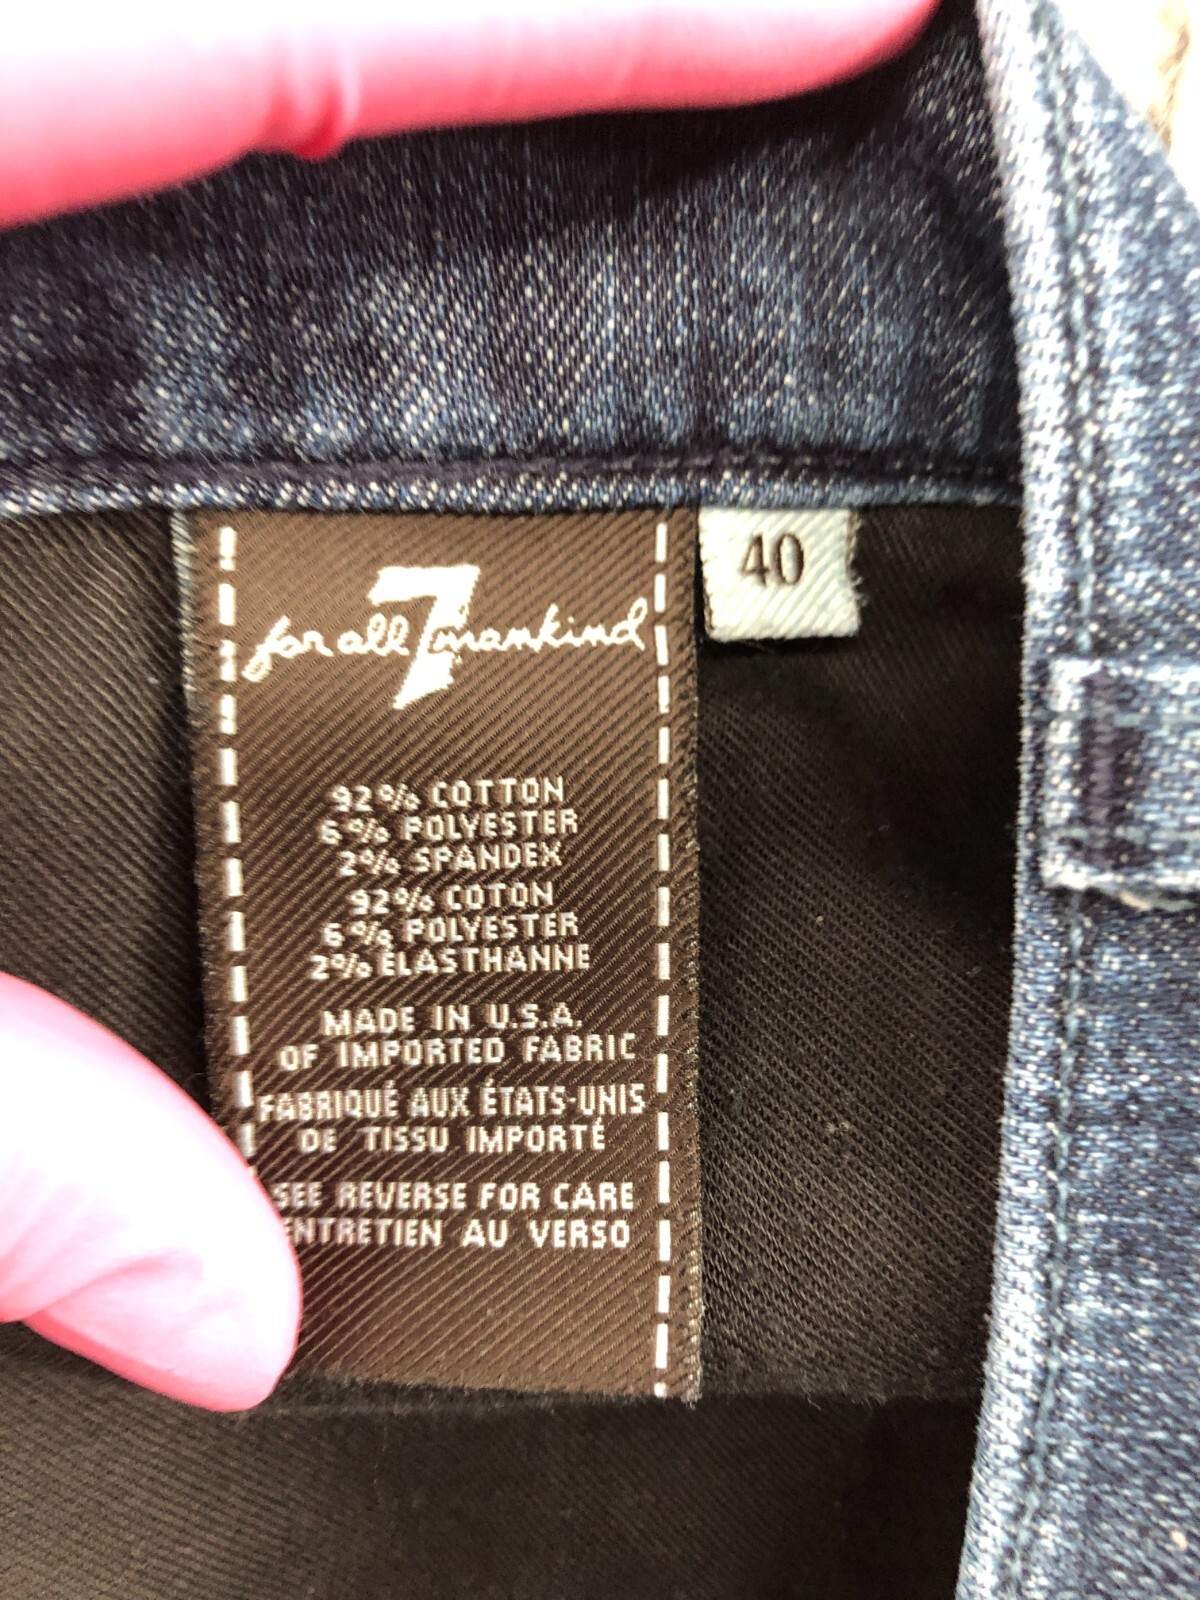 7
for all mankind
40
92% COTTON
6% POLYESTER
2% SPANDEX
92% COTON
6% POLYESTER
2% ELASTHANNE
MADE IN U.S.A.
OF IMPORTED FABRIC
FABRIQUÉ AUX ÉTATS-UNIS
DE TISSU IMPORTÉ
SEE REVERSE FOR CARE
ENTRETIEN AU VERSO